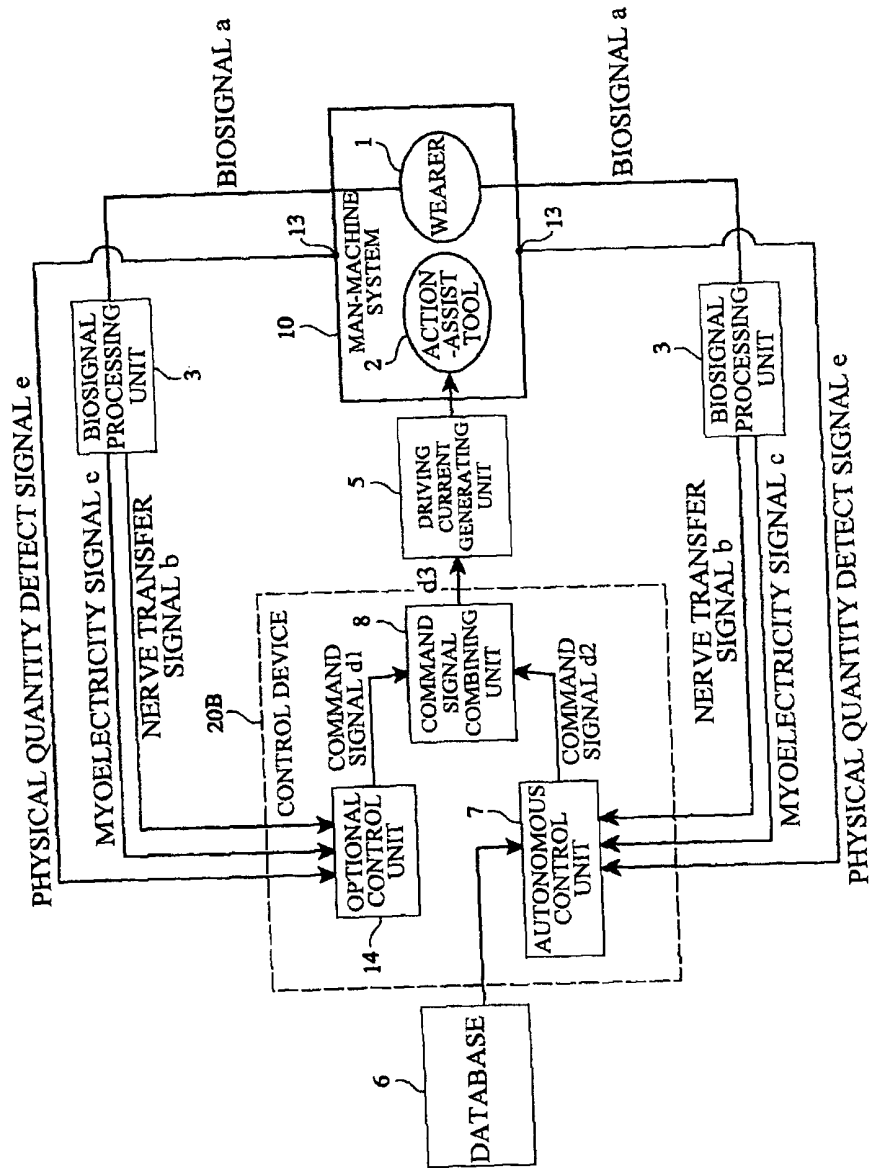 PHYSICAL QUANTITY DETECT SIGNAL e
MYOELECTRICITY SIGNAL c
NERVE TRANSFER
SIGNAL b
BIOSIGNAL
PROCESSING
UNIT
3
BIOSIGNAL a
20B
CONTROL DEVICE
OPTIONAL
CONTROL
UNIT
14
COMMAND
SIGNAL d1
13
MAN-MACHINE
SYSTEM
10
1
WEARER
2
ACTION
-ASSIST
TOOL
6
DATABASE
8
COMMAND
SIGNAL
COMBINING
UNIT
d3
5
DRIVING
CURRENT
GENERATING
UNIT
7
AUTONOMOUS
CONTROL
UNIT
COMMAND
SIGNAL d2
13
3
BIOSIGNAL
PROCESSING
UNIT
BIOSIGNAL a
NERVE TRANSFER
SIGNAL b
MYOELECTRICITY SIGNAL c
PHYSICAL QUANTITY DETECT SIGNAL e